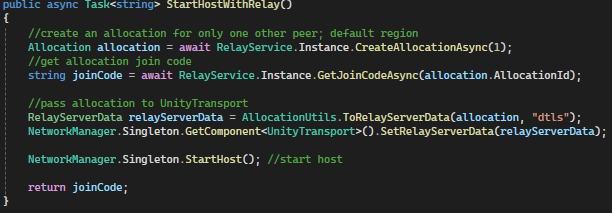 public async Task<string> StartHostWithRelay()
{
//create an allocation for only one other peer; default region
Allocation allocation = await RelayService.Instance.CreateAllocationAsync(1);
//get allocation join code
string joinCode = await RelayService.Instance.GetJoinCodeAsync(allocation.AllocationId);
//pass allocation to UnityTransport
RelayServerData relayServerData = AllocationUtils.ToRelayServerData(allocation, "dtls");
NetworkManager.Singleton.GetComponent<UnityTransport>().SetRelayServerData(relayServerData);
NetworkManager.Singleton.StartHost(); //start host
return joinCode;
}